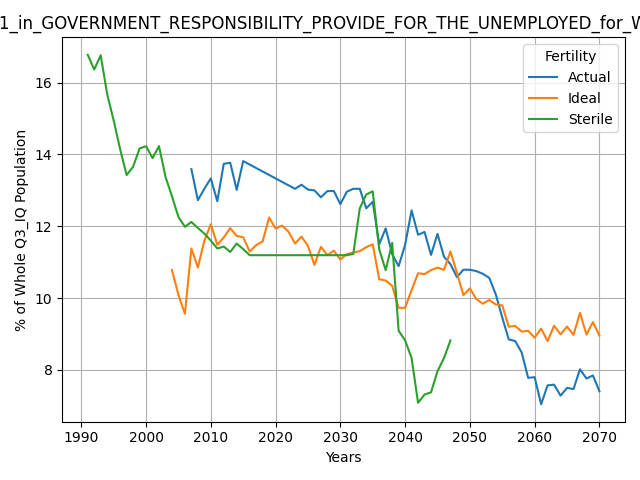 1_in_GOVERNMENT_RESPONSIBILITY_PROVIDE_FOR_THE_UNEMPLOYED_for_W
Fertility
Actual
Ideal
Sterile
% of Whole Q3_IQ Population
16
14
12
10
8
1990 2000 2010 2020 2030 2040 2050 2060 2070
Years